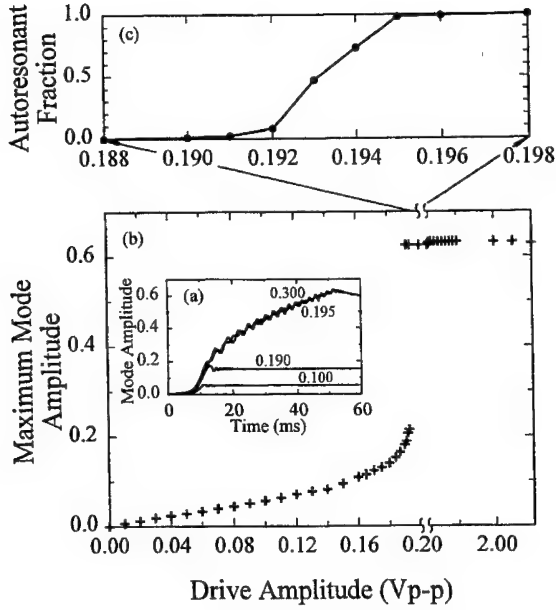 (c)
Autoresonant
Fraction
1.0
0.5
0.0
0.188 0.190 0.192 0.194 0.196 0.198
(b)
Maximum Mode
Amplitude
0.6
0.4
0.2
0.0
(a)
Mode Amplitude
0.6
0.4
0.2
0.0
0.300
0.195
0.190
0.100
0 20 40 60
Time (ms)
0.00 0.04 0.08 0.12 0.16 0.20 2.00
Drive Amplitude (Vp-p)